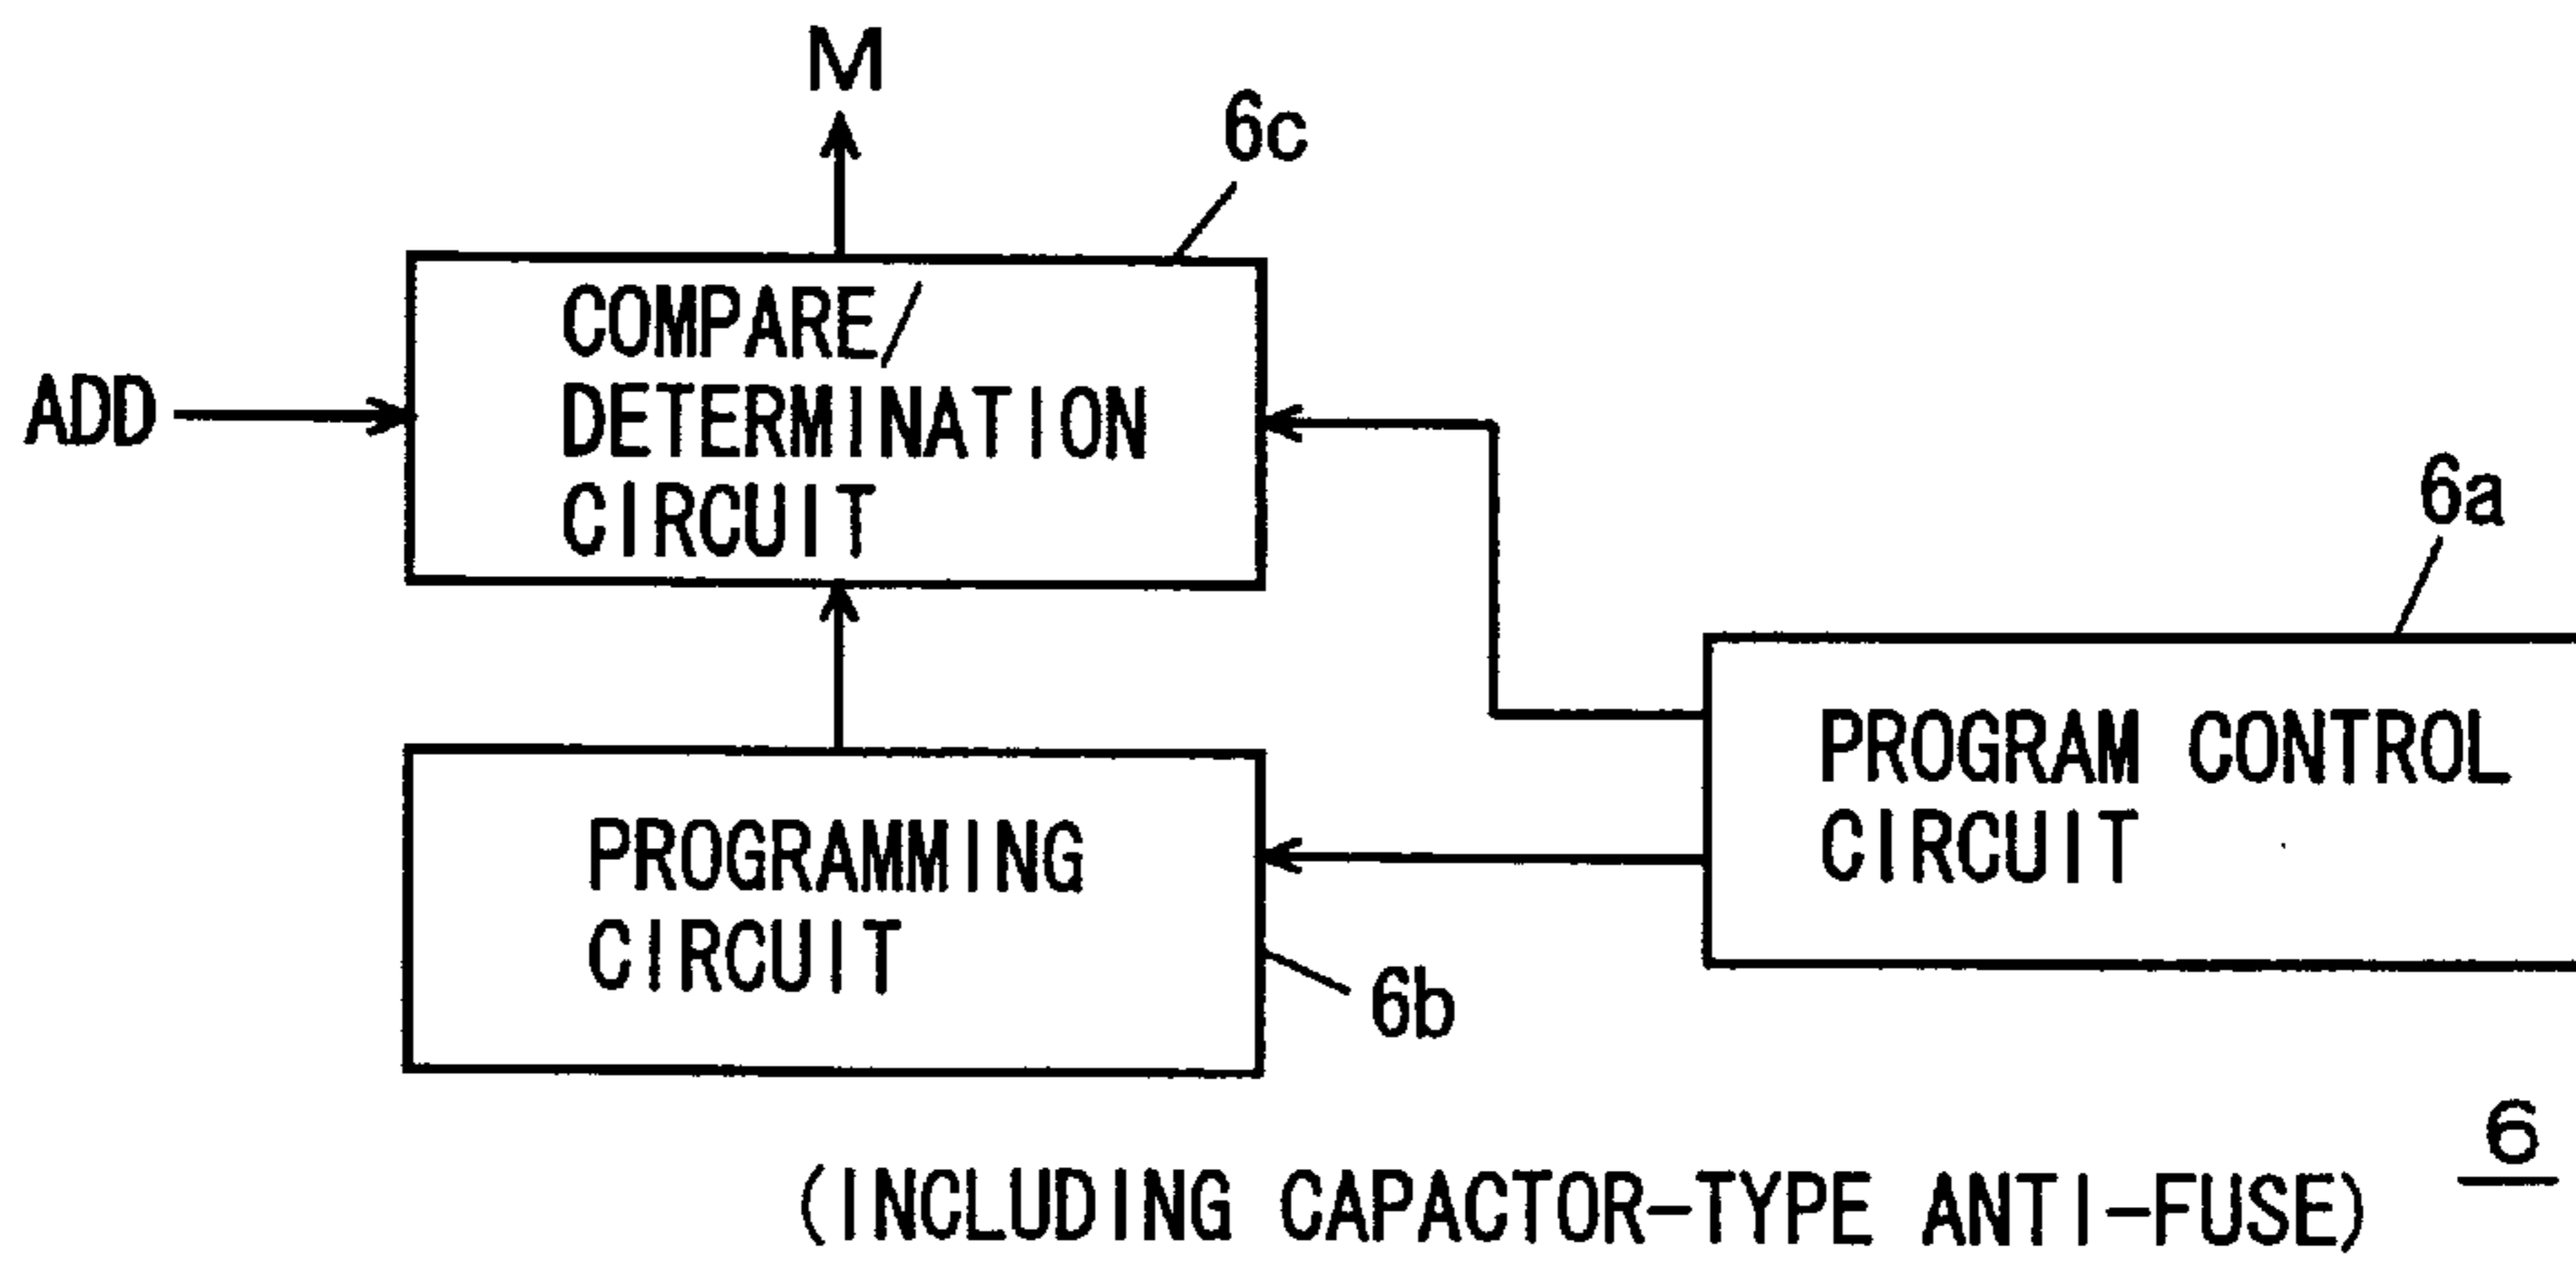 M
6c
COMPARE/
DETERMINATION
CIRCUIT
ADD
6a
PROGRAM CONTROL
CIRCUIT
PROGRAMMING
CIRCUIT
6b
6
(INCLUDING CAPACTOR-TYPE ANTI-FUSE)